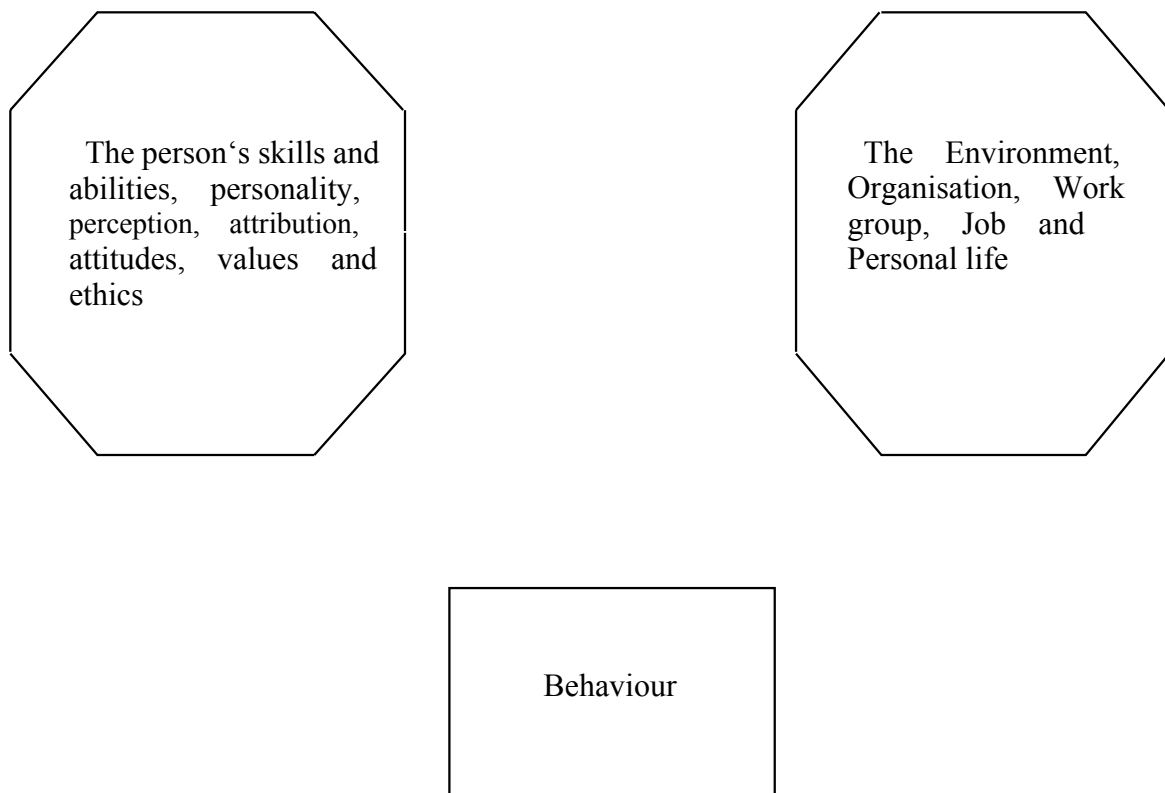 The person‘s skills and
abilities, personality,
perception, attribution,
attitudes, values and
ethics
The Environment,
Organisation, Work
group, Job and
Personal life
Behaviour